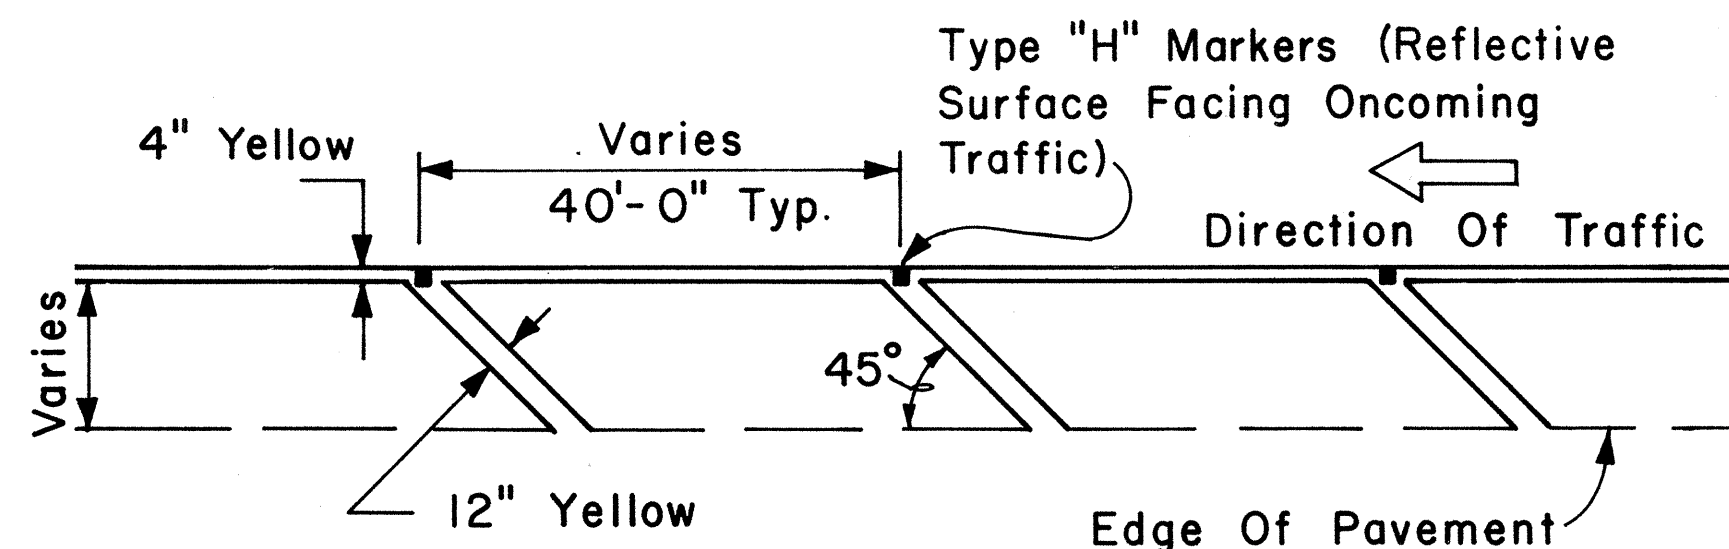 Type "H" Markers (Reflective
Surface Facing Oncoming
Traffic)
4" Yellow
Varies
40'-0" Typ.
Direction Of Traffic
Varies
45°
12" Yellow
Edge Of Pavement